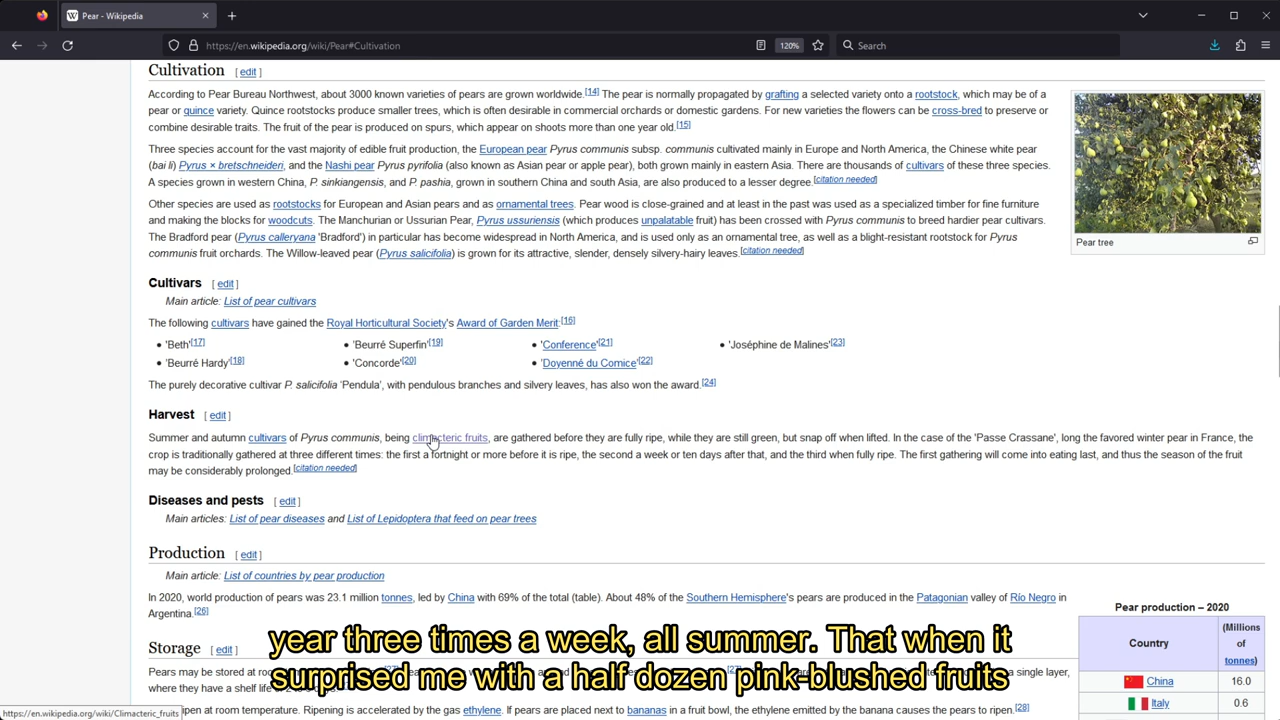 Pear - Wikipedia
https://en.wikipedia.org/wiki/Pear#Cultivation
120%
Search
Cultivation [ edit ]
According to Pear Bureau Northwest, about 3000 known varieties of pears are grown worldwide.[14] The pear is normally propagated by grafting a selected variety onto a rootstock, which may be of a
pear or quince variety. Quince rootstocks produce smaller trees, which is often desirable in commercial orchards or domestic gardens. For new varieties the flowers can be cross-bred to preserve or
combine desirable traits. The fruit of the pear is produced on spurs, which appear on shoots more than one year old.[15]
Three species account for the vast majority of edible fruit production, the European pear Pyrus communis subsp. communis cultivated mainly in Europe and North America, the Chinese white pear
(bai li) Pyrus × bretschneideri, and the Nashi pear Pyrus pyrifolia (also known as Asian pear or apple pear), both grown mainly in eastern Asia. There are thousands of cultivars of these three species.
A species grown in western China, P. sinkiangensis, and P. pashia, grown in southern China and south Asia, are also produced to a lesser degree.[citation needed]
Other species are used as rootstocks for European and Asian pears and as ornamental trees. Pear wood is close-grained and at least in the past was used as a specialized timber for fine furniture
and making the blocks for woodcuts. The Manchurian or Ussurian Pear, Pyrus ussuriensis (which produces unpalatable fruit) has been crossed with Pyrus communis to breed hardier pear cultivars.
The Bradford pear (Pyrus calleryana 'Bradford') in particular has become widespread in North America, and is used only as an ornamental tree, as well as a blight-resistant rootstock for Pyrus
communis fruit orchards. The Willow-leaved pear (Pyrus salicifolia) is grown for its attractive, slender, densely silvery-hairy leaves.[citation needed]
Pear tree
Cultivars [ edit ]
Main article: List of pear cultivars
The following cultivars have gained the Royal Horticultural Society's Award of Garden Merit:[16]
• 'Beth'[17]
• 'Beurré Hardy'[18]
• 'Beurré Superfin'[19]
• 'Concorde'[20]
• 'Conference'[21]
• 'Doyenné du Comice'[22]
• 'Joséphine de Malines'[23]
The purely decorative cultivar P. salicifolia 'Pendula', with pendulous branches and silvery leaves, has also won the award.[24]
Harvest [ edit ]
Summer and autumn cultivars of Pyrus communis, being climacteric fruits, are gathered before they are fully ripe, while they are still green, but snap off when lifted. In the case of the 'Passe Crassane', long the favored winter pear in France, the
crop is traditionally gathered at three different times: the first a fortnight or more before it is ripe, the second a week or ten days after that, and the third when fully ripe. The first gathering will come into eating last, and thus the season of the fruit
may be considerably prolonged.[citation needed]
Diseases and pests [ edit ]
Main articles: List of pear diseases and List of Lepidoptera that feed on pear trees
Production [ edit ]
Main article: List of countries by pear production
In 2020, world production of pears was 23.1 million tonnes, led by China with 69% of the total (table). About 48% of the Southern Hemisphere's pears are produced in the Patagonian valley of Río Negro in
Argentina.[26]
Pear production – 2020
Country
(Millions of tonnes)
China 16.0
Italy 0.6
Storage [ edit ]
Pears may be stored at roo
[27]
a single layer,
where they have a shelf life o
ripen at room temperature. Ripening is accelerated by the gas ethylene. If pears are placed next to bananas in a fruit bowl, the ethylene emitted by the banana causes the pears to ripen.[28]
year three times a week, all summer. That when it
surprised me with a half dozen pink-blushed fruits
https://en.wikipedia.org/wiki/Climacteric_fruits